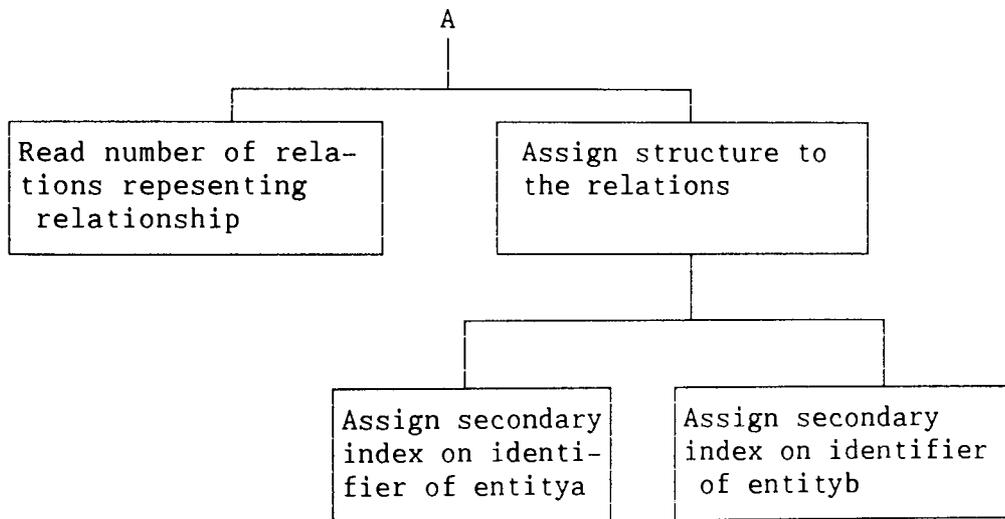 A
Read number of rela-
tions repesenting
relationship
Assign structure to
the relations
Assign secondary
index on identi-
fier of entitya
Assign secondary
index on identifier
of entityb